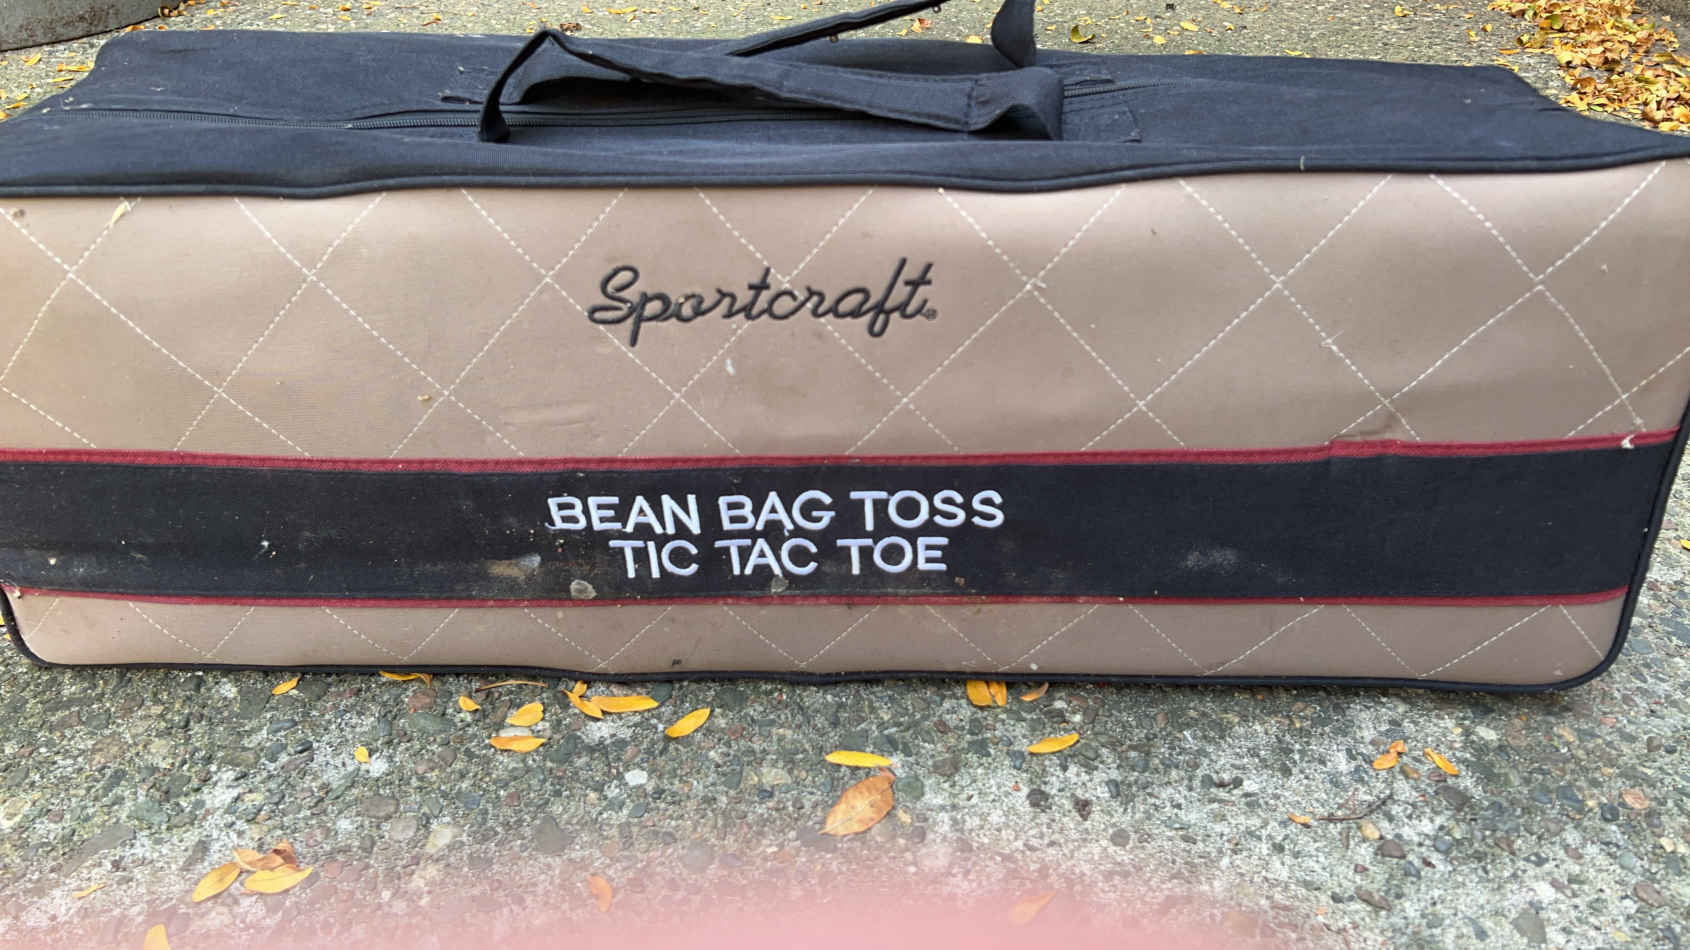 Sportcraft®
BEAN BAG TOSS
TIC TAC TOE